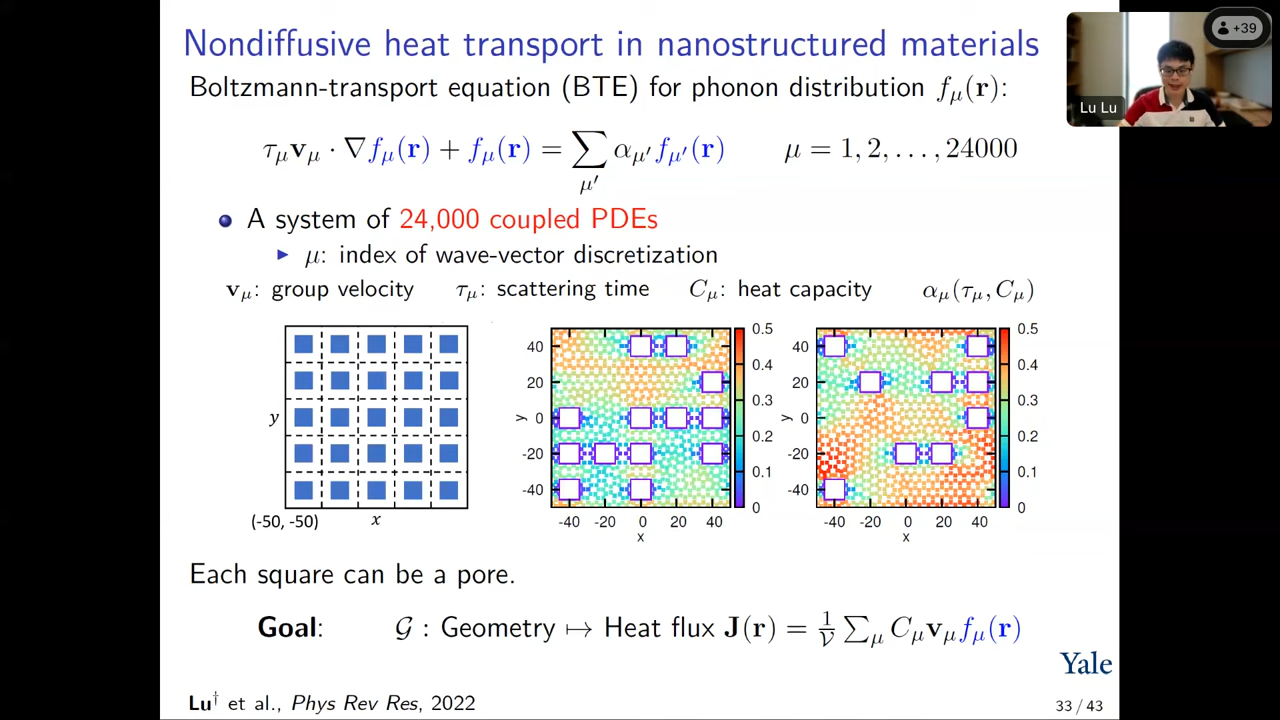 Nondiffusive heat transport in nanostructured materials
+39
Lu Lu
Boltzmann-transport equation (BTE) for phonon distribution f_μ(r):
τ_μ v_μ · ∇f_μ(r) + f_μ(r) = ∑_μ′ α_μ′ f_μ′(r)    μ = 1, 2, . . . , 24000
A system of 24,000 coupled PDEs
μ: index of wave-vector discretization
v_μ: group velocity    τ_μ: scattering time    C_μ: heat capacity    α_μ(τ_μ, C_μ)
y
(-50, -50)    x
40
20
0
-20
-40
y
-40 -20 0 20 40
x
0.5
0.4
0.3
0.2
0.1
0
40
20
0
-20
-40
y
-40 -20 0 20 40
x
0.5
0.4
0.3
0.2
0.1
0
Each square can be a pore.
Goal:    𝒢 : Geometry ↦ Heat flux J(r) = 1/𝒱 ∑_μ C_μ v_μ f_μ(r)
Yale
Lu† et al., Phys Rev Res, 2022
33 / 43